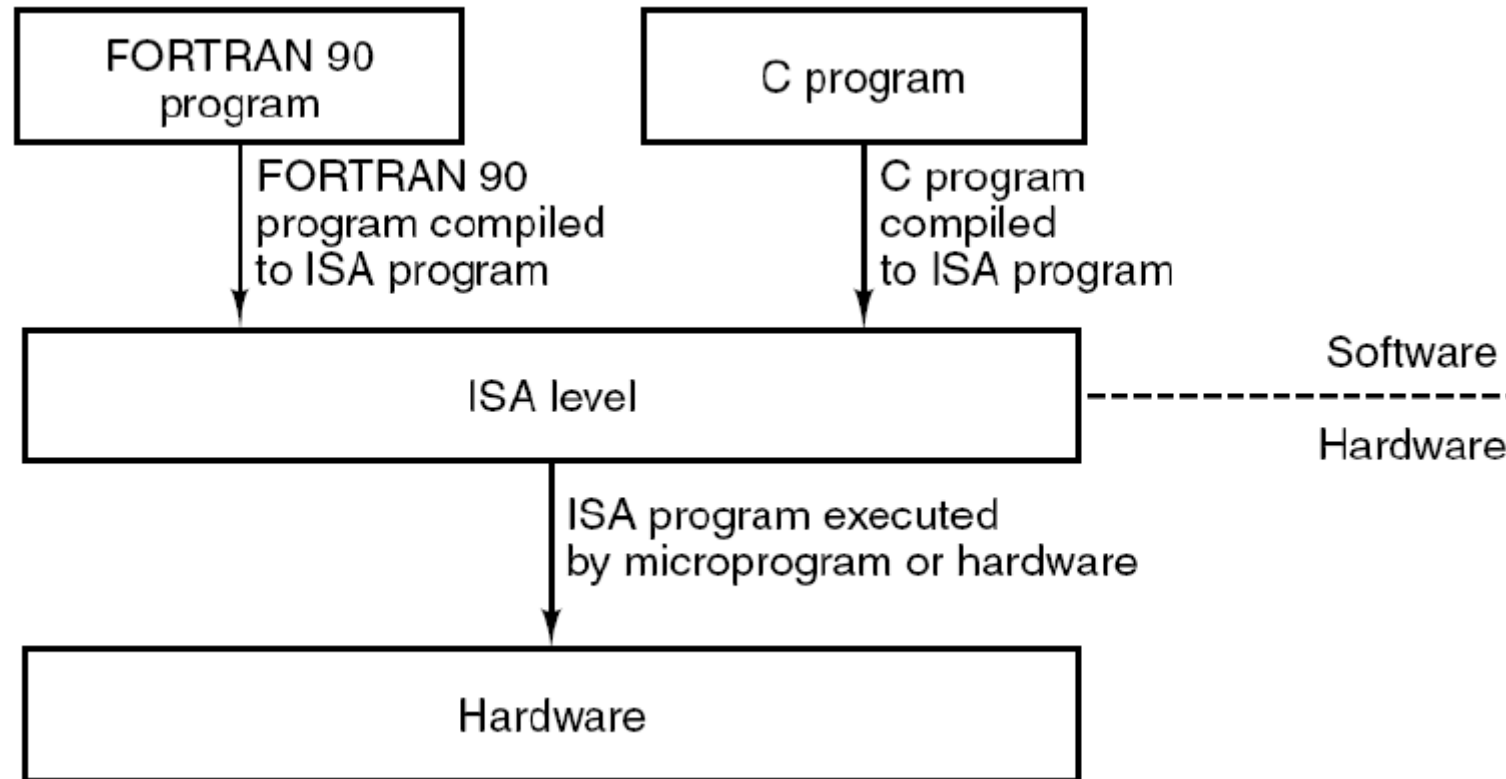 FORTRAN 90
program
C program
FORTRAN 90
program compiled
to ISA program
C program
compiled
to ISA program
ISA level
Software
Hardware
ISA program executed
by microprogram or hardware
Hardware